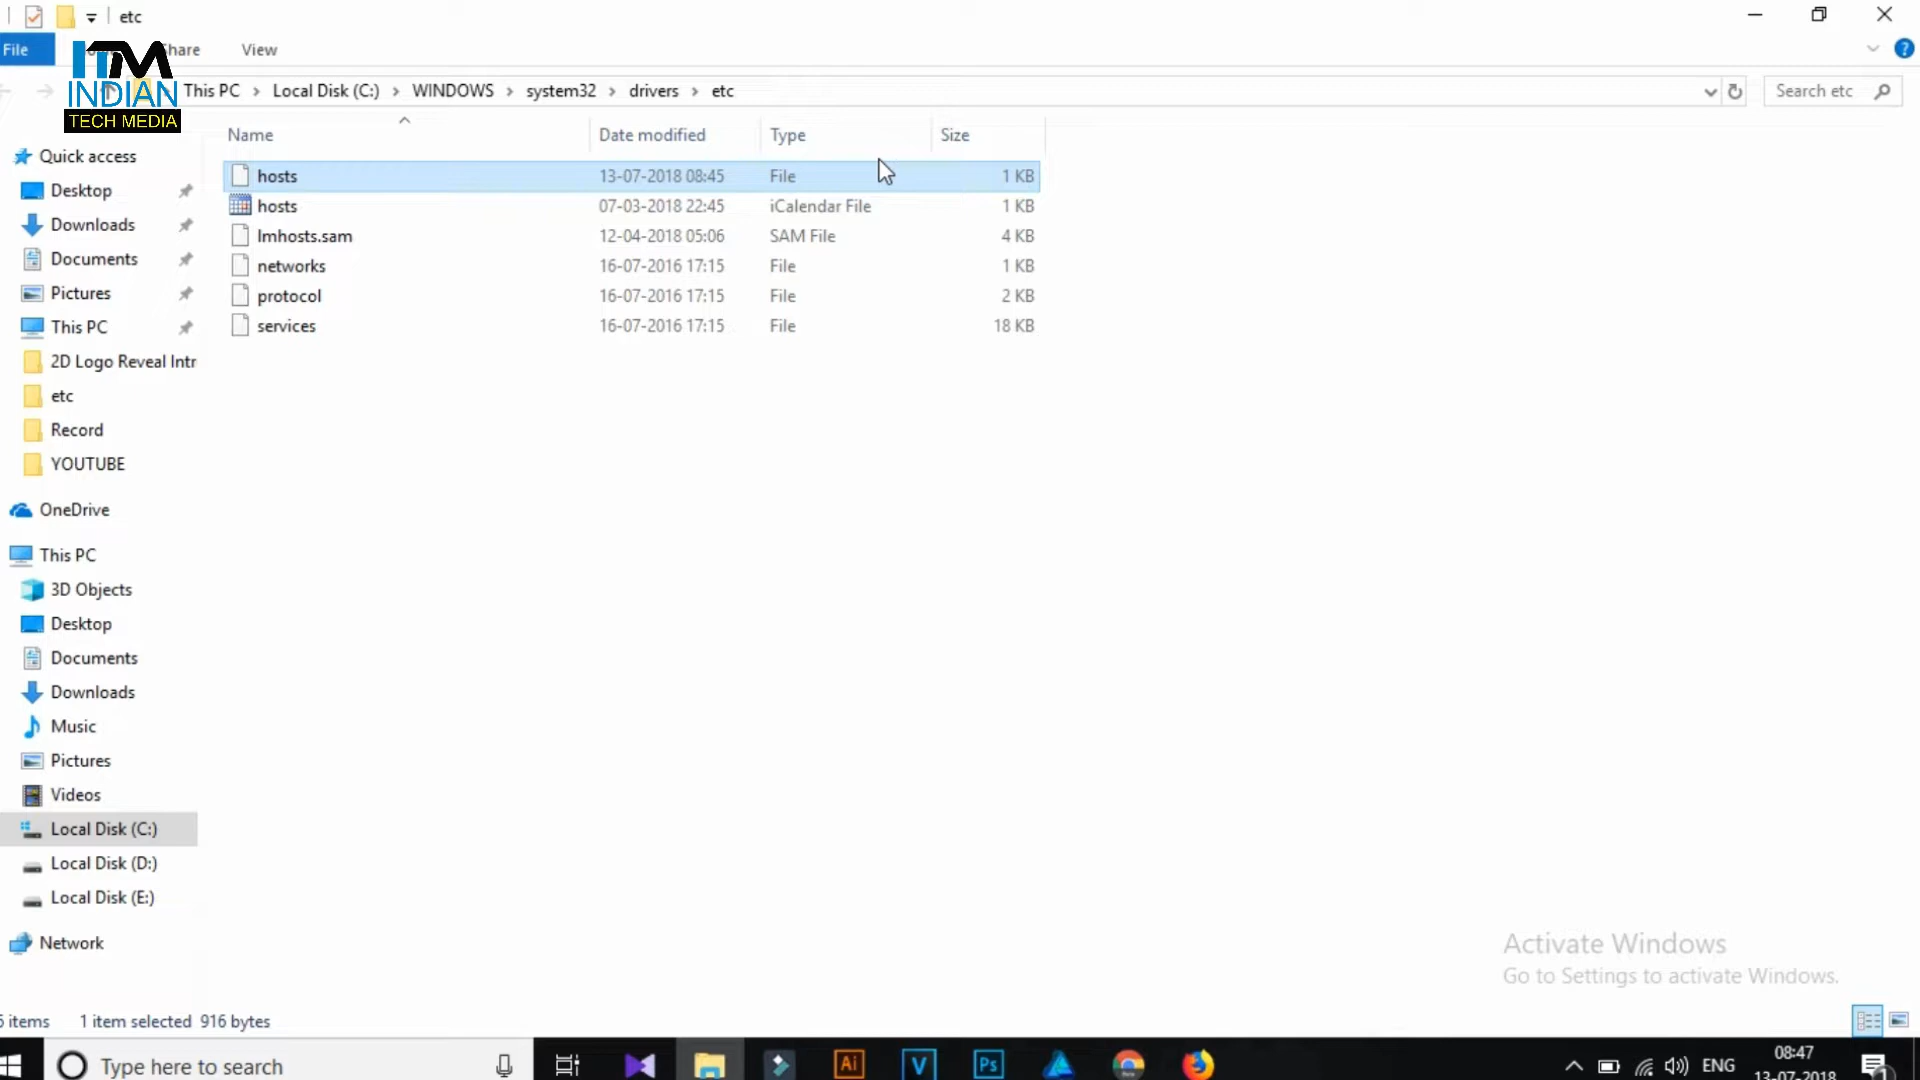 etc
File
Share
View
ITM
INDIAN
TECH MEDIA
This PC > Local Disk (C:) > WINDOWS > system32 > drivers > etc
Search etc
Name Date modified Type Size
hosts 13-07-2018 08:45 File 1 KB
hosts 07-03-2018 22:45 iCalendar File 1 KB
lmhosts.sam 12-04-2018 05:06 SAM File 4 KB
networks 16-07-2016 17:15 File 1 KB
protocol 16-07-2016 17:15 File 2 KB
services 16-07-2016 17:15 File 18 KB
Quick access
Desktop
Downloads
Documents
Pictures
This PC
2D Logo Reveal Intr
etc
Record
YOUTUBE
OneDrive
This PC
3D Objects
Desktop
Documents
Downloads
Music
Pictures
Videos
Local Disk (C:)
Local Disk (D:)
Local Disk (E:)
Network
Activate Windows
Go to Settings to activate Windows.
6 items 1 item selected 916 bytes
Type here to search
Ai
V
Ps
ENG
08:47
13-07-2018
1